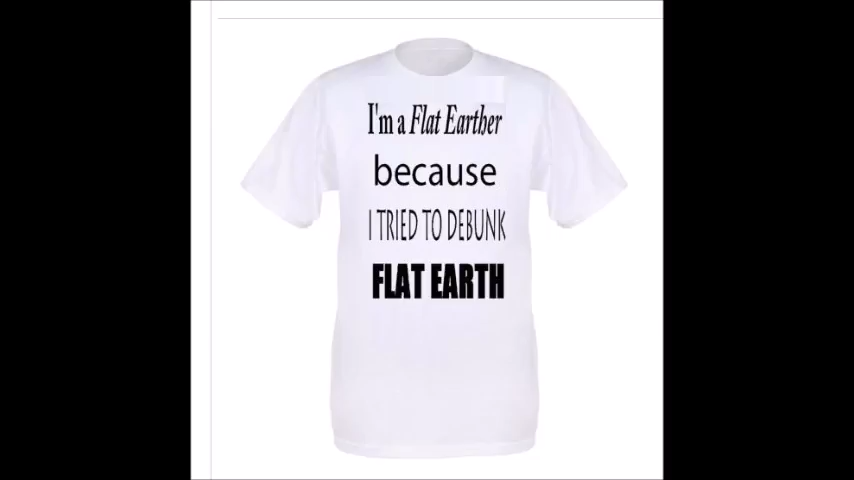 I'm a Flat Earther
because
I TRIED TO DEBUNK
FLAT EARTH